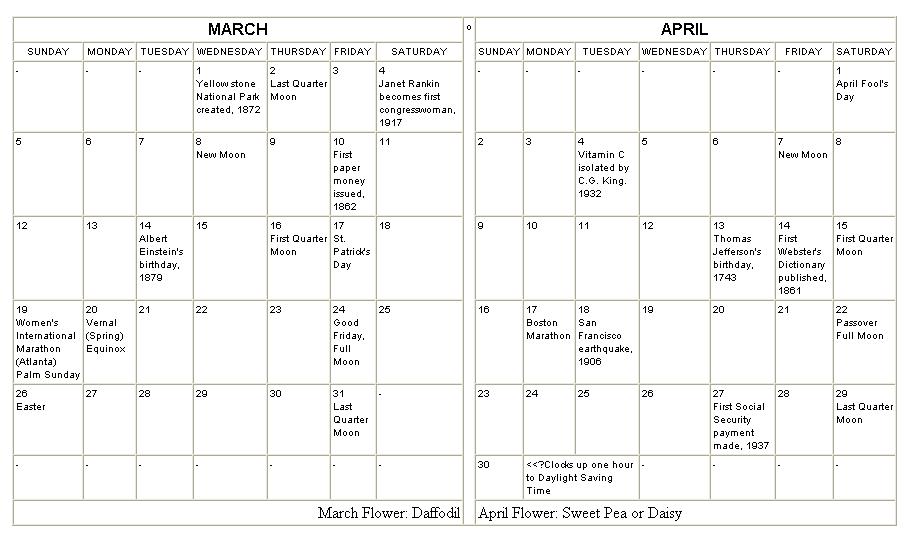 MARCH
SUNDAY MONDAY TUESDAY WEDNESDAY THURSDAY FRIDAY SATURDAY
- - -
1
Yellowstone
National Park
created, 1872
2
Last Quarter
Moon
3
4
Janet Rankin
becomes first
congresswoman,
1917
5
6
7
8
New Moon
9
10
First
paper
money
issued,
1862
11
12
13
14
Albert
Einstein's
birthday,
1879
15
16
First Quarter
Moon
17
St.
Patrick's
Day
18
19
Women's
International
Marathon
(Atlanta)
Palm Sunday
20
Vernal
(Spring)
Equinox
21
22
23
24
Good
Friday,
Full
Moon
25
26
Easter
27
28
29
30
31
Last
Quarter
Moon
-
- - - - - - -
March Flower: Daffodil
º
APRIL
SUNDAY MONDAY TUESDAY WEDNESDAY THURSDAY FRIDAY SATURDAY
- - - - - -
1
April Fool's
Day
2
3
4
Vitamin C
isolated by
C.G. King.
1932
5
6
7
New Moon
8
9
10
11
12
13
Thomas
Jefferson's
birthday,
1743
14
First
Webster's
Dictionary
published,
1861
15
First Quarter
Moon
16
17
Boston
Marathon
18
San
Francisco
earthquake,
1906
19
20
21
22
Passover
Full Moon
23
24
25
26
27
First Social
Security
payment
made, 1937
28
29
Last Quarter
Moon
30
<<?Clocks up one hour
to Daylight Saving
Time
- - - -
April Flower: Sweet Pea or Daisy